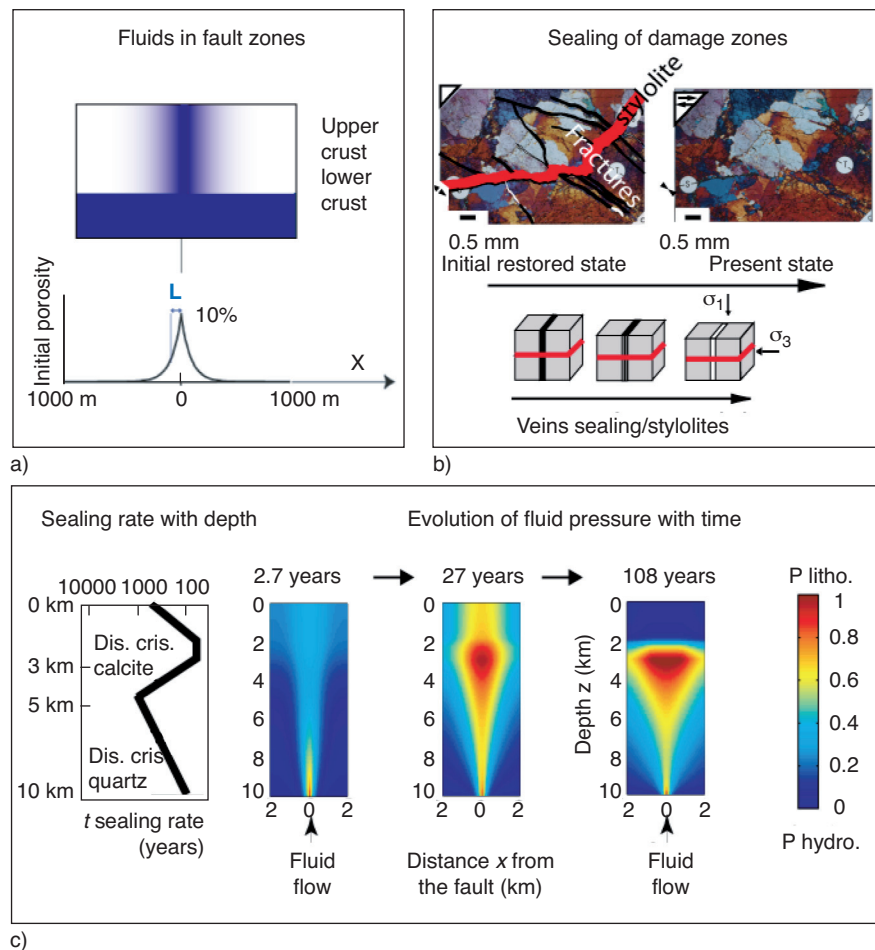 Fluids in fault zones
Upper
crust
lower
crust
Initial porosity
L
10%
X
1000 m
0
1000 m
a)
Sealing of damage zones
stylolite
Fractures
S
T
S
T
0.5 mm
0.5 mm
Initial restored state
Present state
σ1
σ3
Veins sealing/stylolites
b)
Sealing rate with depth
Evolution of fluid pressure with time
10000 1000 100
0 km
Dis. cris.
calcite
3 km
5 km
Dis. cris.
quartz
10 km
t sealing rate
(years)
2.7 years
27 years
108 years
0
2
4
6
8
10
2 0 2
Fluid
flow
0
2
4
6
8
10
2 0 2
Distance x from
the fault (km)
Depth z (km)
0
2
4
6
8
10
2 0 2
Fluid
flow
P litho.
1
0.8
0.6
0.4
0.2
0
P hydro.
c)